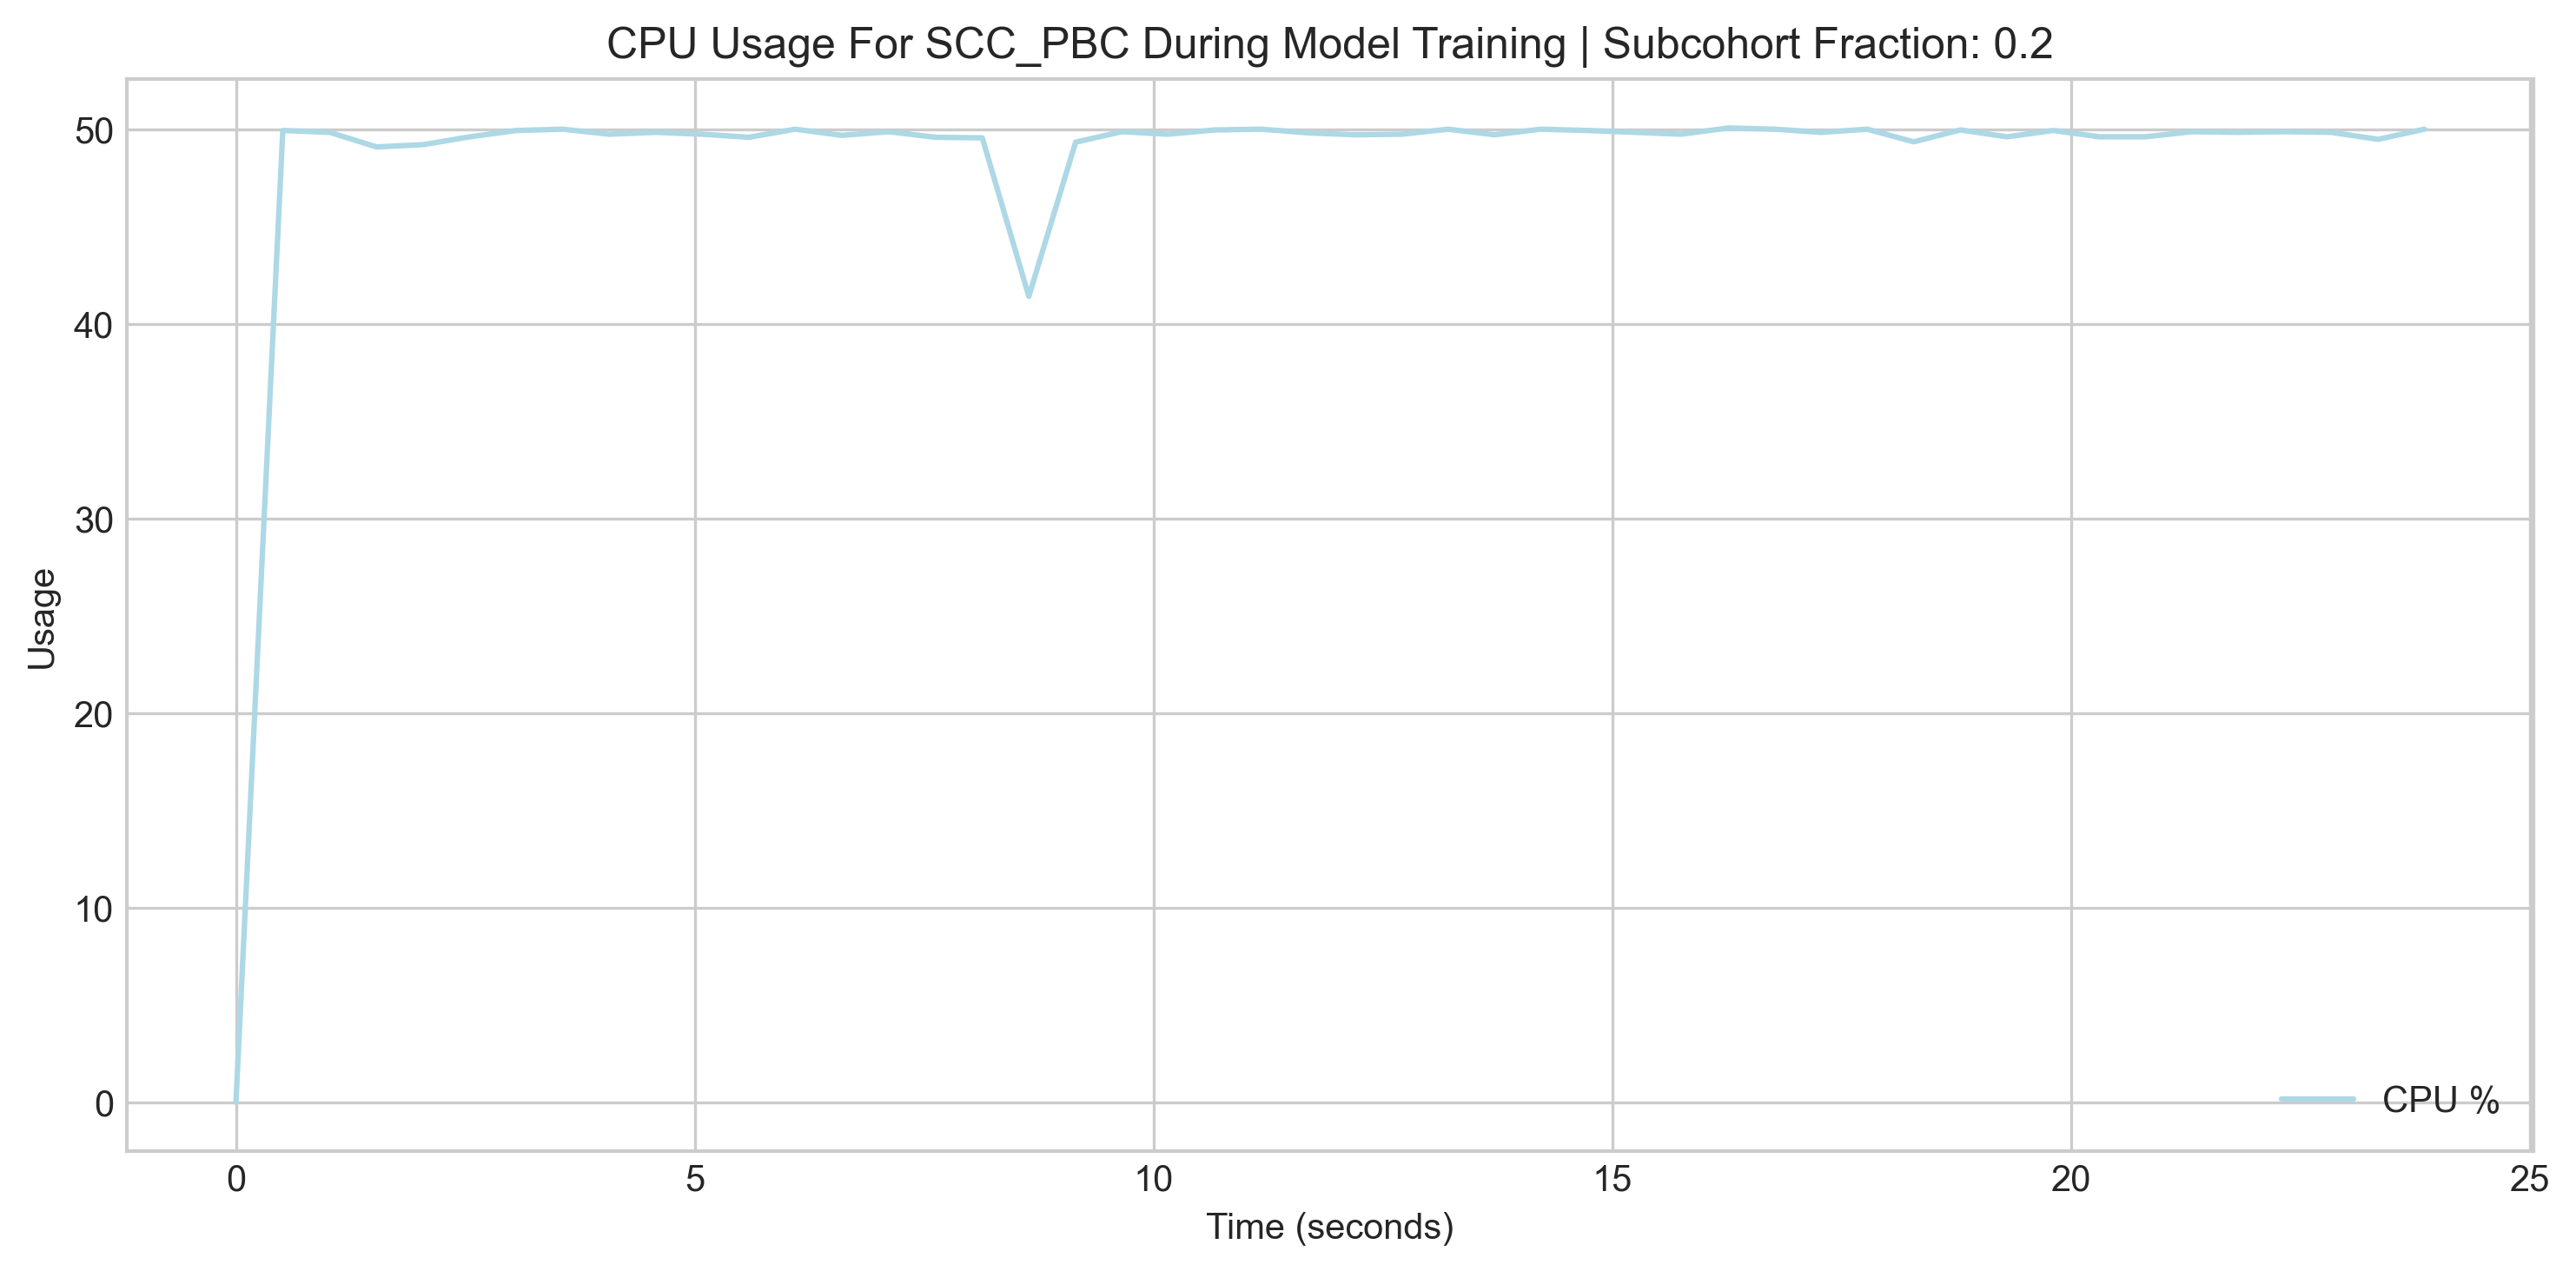 CPU Usage For SCC_PBC During Model Training | Subcohort Fraction: 0.2
50
40
30
20
10
0
Usage
CPU %
0 5 10 15 20 25
Time (seconds)